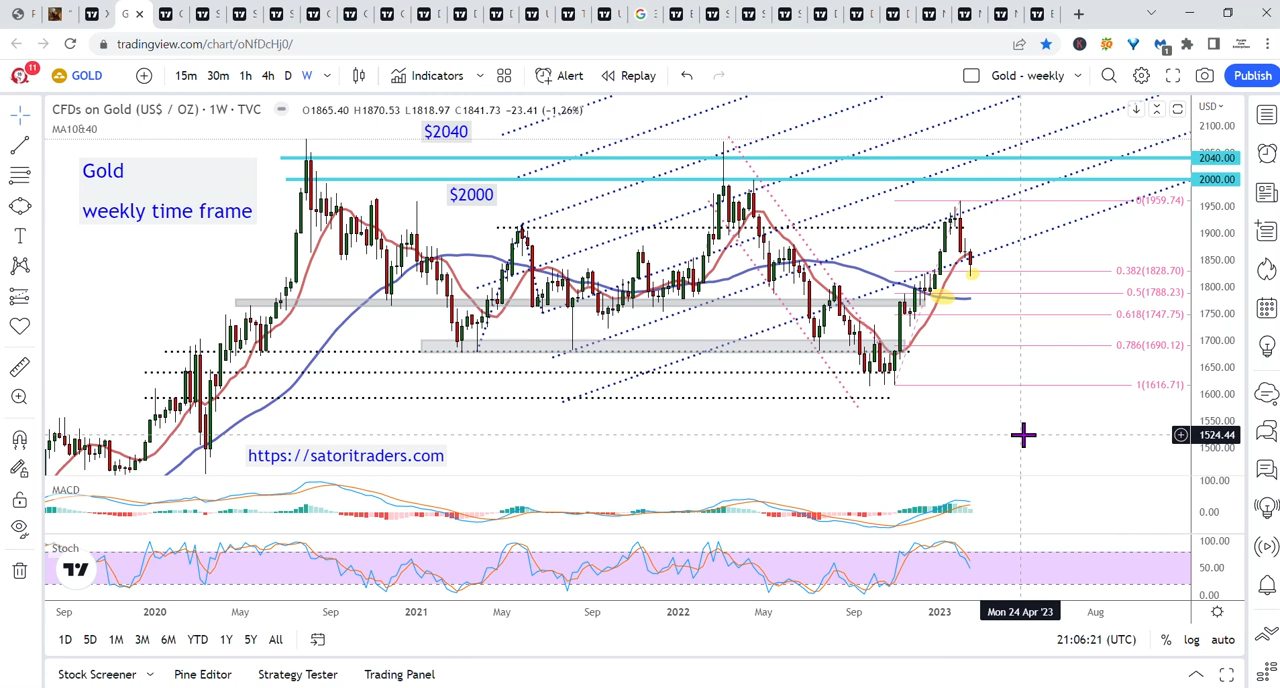 tradingview.com/chart/oNfDcHj0/
1
11
GOLD
15m 30m 1h 4h D W
Indicators
Alert
Replay
Gold - weekly
Publish
CFDs on Gold (US$ / OZ) · 1W · TVC
O1865.40 H1870.53 L1818.97 C1841.73 -23.41 (-1.26%)
USD
MA10&40
2100.00
$2040
2040.00
Gold
2000.00
$2000
weekly time frame
0(1959.74)
1950.00
1900.00
1850.00
0.382(1828.70)
1800.00
0.5(1788.23)
0.618(1747.75)
1750.00
0.786(1690.12)
1700.00
1650.00
1(1616.71)
1600.00
1550.00
1524.44
1500.00
https://satoritraders.com
MACD
100.00
0.00
Stoch
100.00
50.00
0.00
Sep 2020 May Sep 2021 May Sep 2022 May Sep 2023 Mon 24 Apr '23 Aug
1D 5D 1M 3M 6M YTD 1Y 5Y All
21:06:21 (UTC) % log auto
Stock Screener Pine Editor Strategy Tester Trading Panel